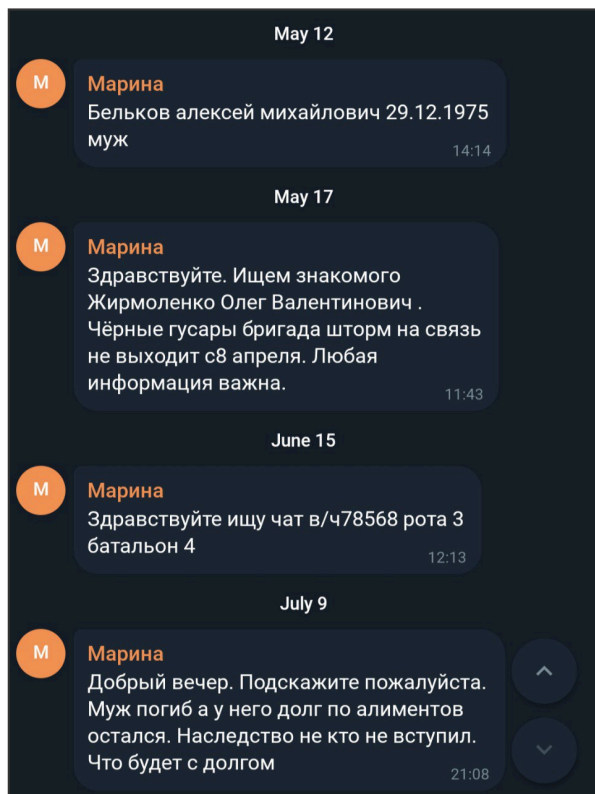 May 12
М
Марина
Бельков алексей михайлович 29.12.1975
муж
14:14
May 17
М
Марина
Здравствуйте. Ищем знакомого
Жирмоленко Олег Валентинович .
Чёрные гусары бригада шторм на связь
не выходит с8 апреля. Любая
информация важна.
11:43
June 15
М
Марина
Здравствуйте ищу чат в/ч78568 рота 3
батальон 4
12:13
July 9
М
Марина
Добрый вечер. Подскажите пожалуйста.
Муж погиб а у него долг по алиментов
остался. Наследство не кто не вступил.
Что будет с долгом
21:08